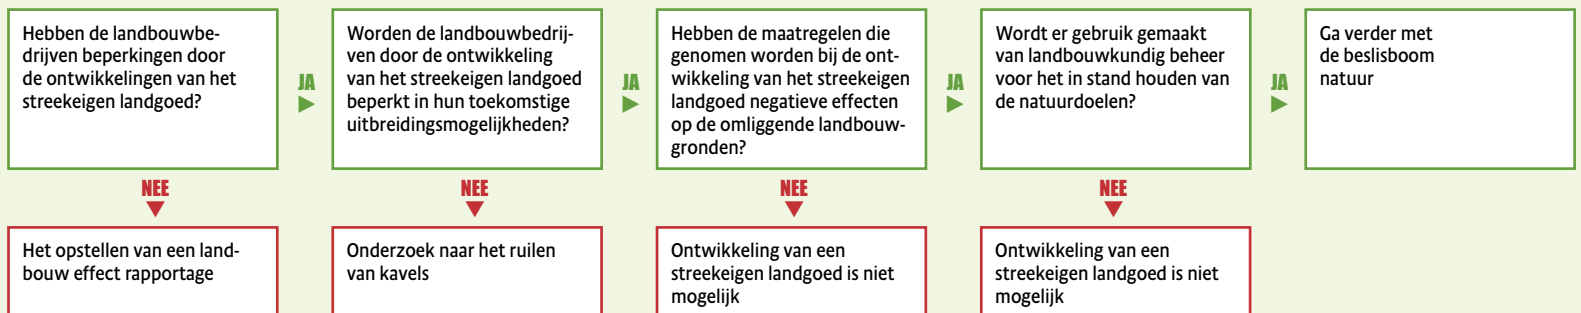 Hebben de landbouwbe-
drijven beperkingen door
de ontwikkelingen van het
streekeigen landgoed?
JA
Worden de landbouwbedrij-
ven door de ontwikkeling
van het streekeigen landgoed
beperkt in hun toekomstige
uitbreidingsmogelijkheden?
JA
Hebben de maatregelen die
genomen worden bij de ont-
wikkeling van het streekeigen
landgoed negatieve effecten
op de omliggende landbouw-
gronden?
JA
Wordt er gebruik gemaakt
van landbouwkundig beheer
voor het in stand houden van
de natuurdoelen?
JA
Ga verder met
de beslisboom
natuur
NEE
NEE
NEE
NEE
Het opstellen van een land-
bouw effect rapportage
Onderzoek naar het ruilen
van kavels
Ontwikkeling van een
streekeigen landgoed is niet
mogelijk
Ontwikkeling van een
streekeigen landgoed is niet
mogelijk